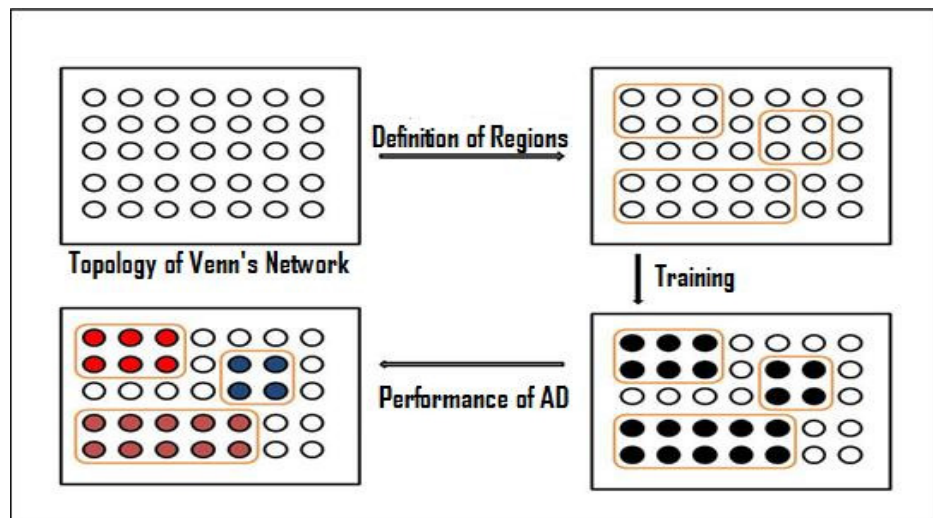 Definition of Regions
Topology of Venn's Network
Training
Performance of AD